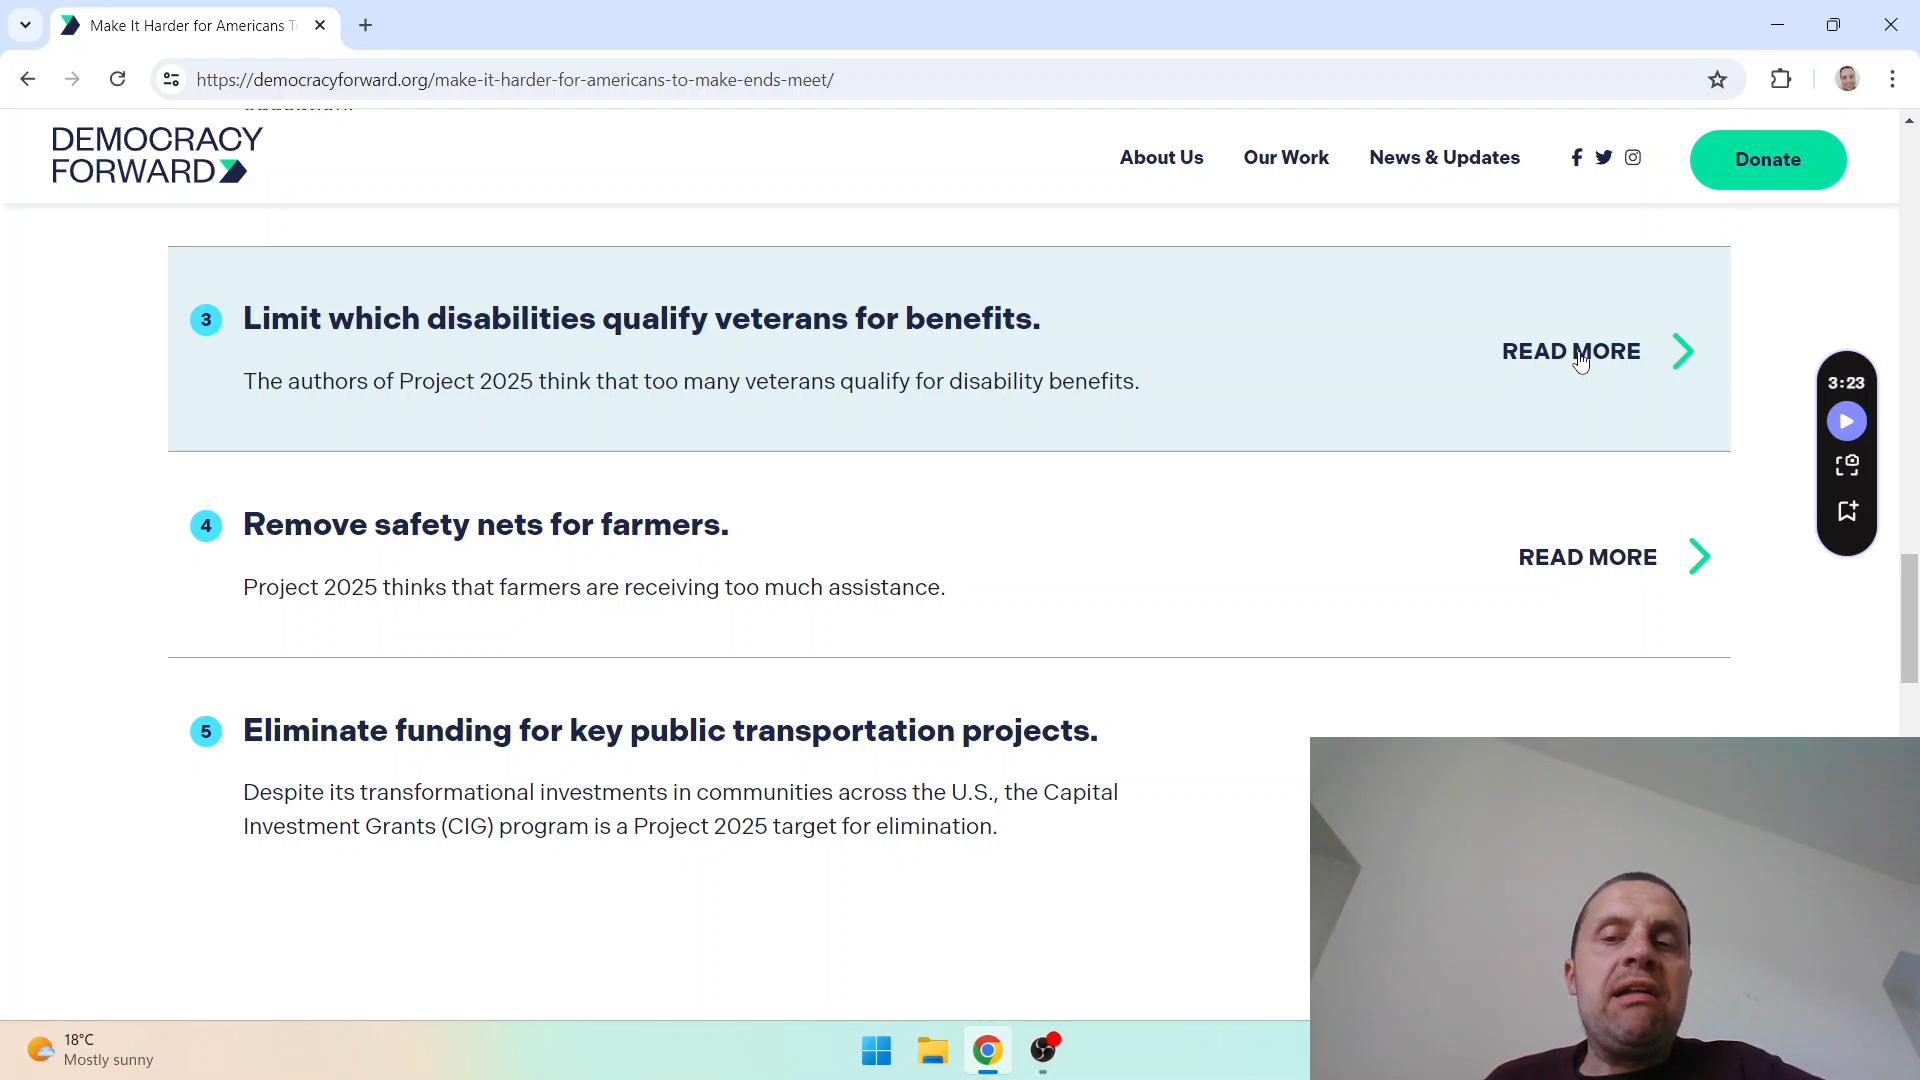 Make It Harder for Americans T
https://democracyforward.org/make-it-harder-for-americans-to-make-ends-meet/
DEMOCRACY
FORWARD
About Us
Our Work
News & Updates
Donate
3
Limit which disabilities qualify veterans for benefits.
READ MORE
The authors of Project 2025 think that too many veterans qualify for disability benefits.
3:23
4
Remove safety nets for farmers.
READ MORE
Project 2025 thinks that farmers are receiving too much assistance.
5
Eliminate funding for key public transportation projects.
Despite its transformational investments in communities across the U.S., the Capital
Investment Grants (CIG) program is a Project 2025 target for elimination.
18°C
Mostly sunny